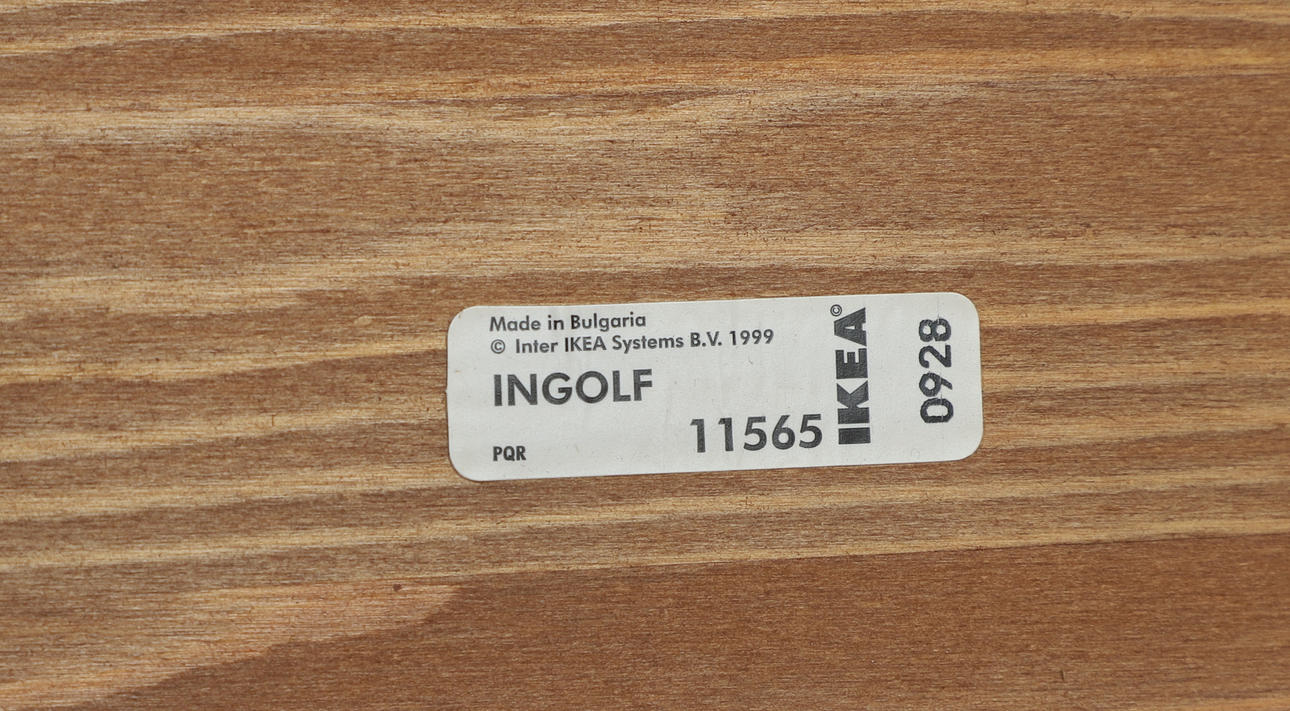 Made in Bulgaria
© Inter IKEA Systems B.V. 1999
INGOLF
11565
PQR
IKEA©
0928